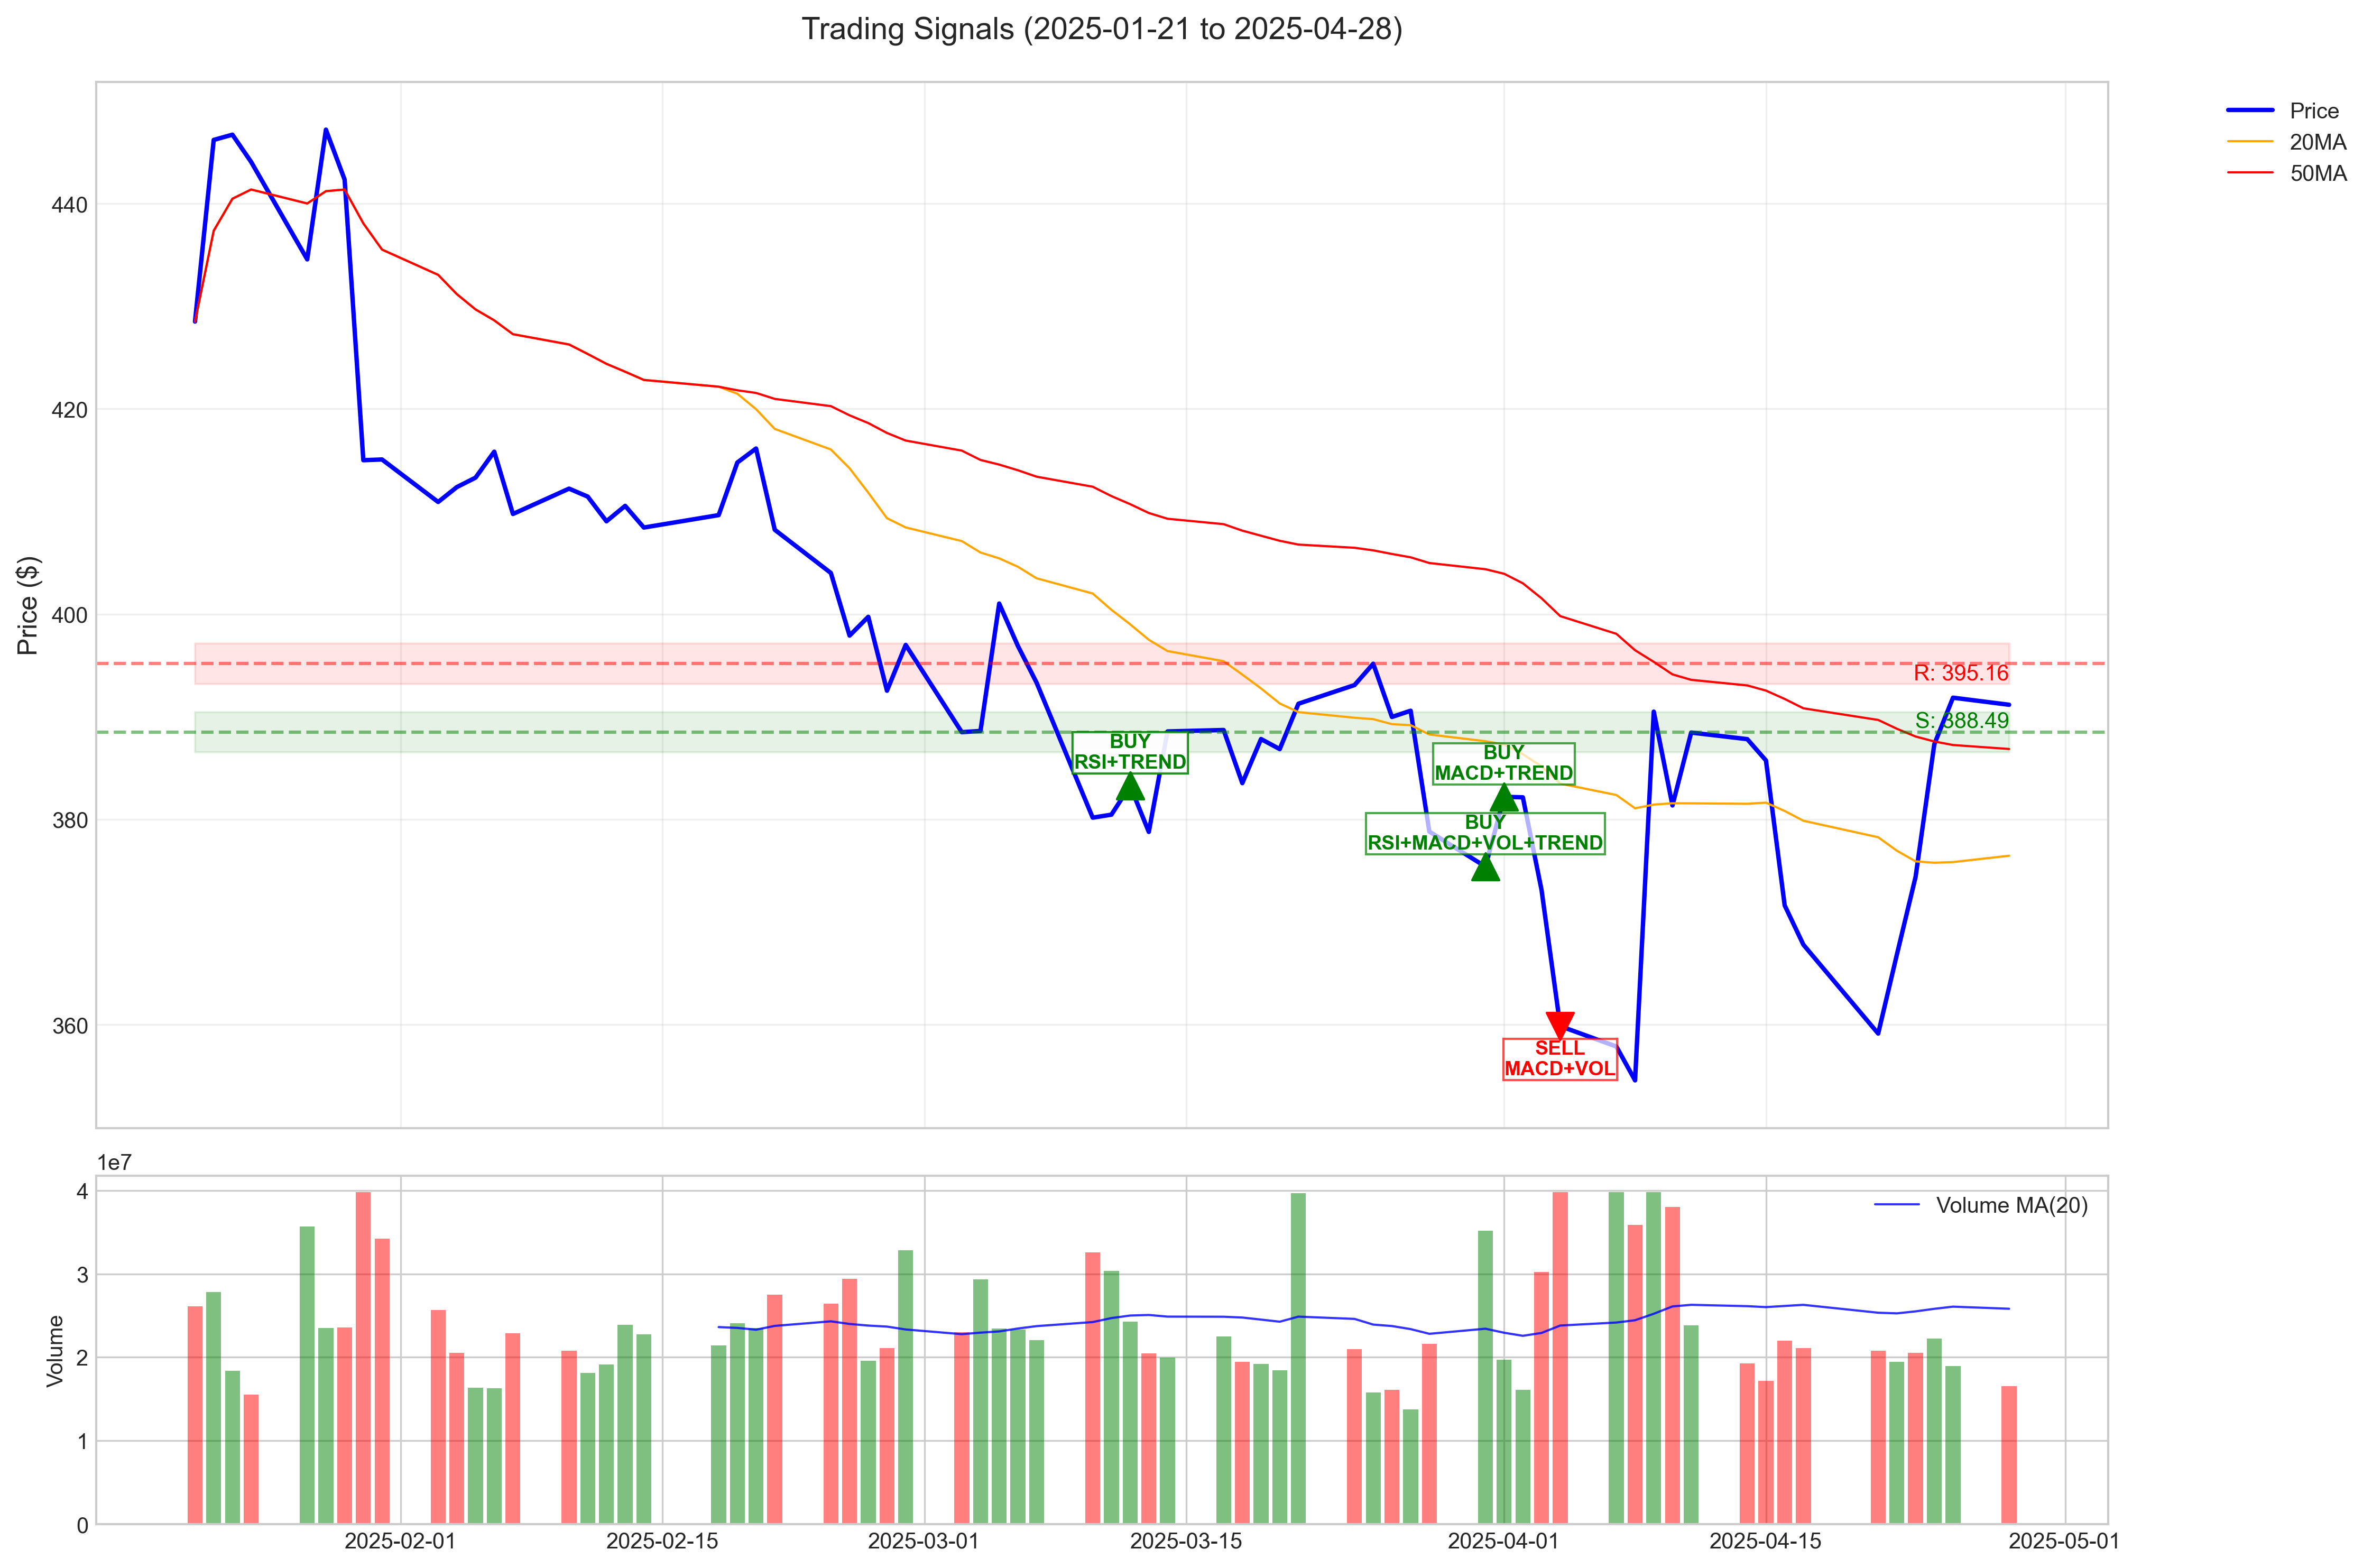 Trading Signals (2025-01-21 to 2025-04-28)
Price
20MA
50MA
440
420
400
380
360
Price ($)
R: 395.16
S: 388.49
BUY
RSI+TREND
BUY
MACD+TREND
BUY
RSI+MACD+VOL+TREND
SELL
MACD+VOL
1e7
4
3
2
1
0
Volume
Volume MA(20)
2025-02-01
2025-02-15
2025-03-01
2025-03-15
2025-04-01
2025-04-15
2025-05-01